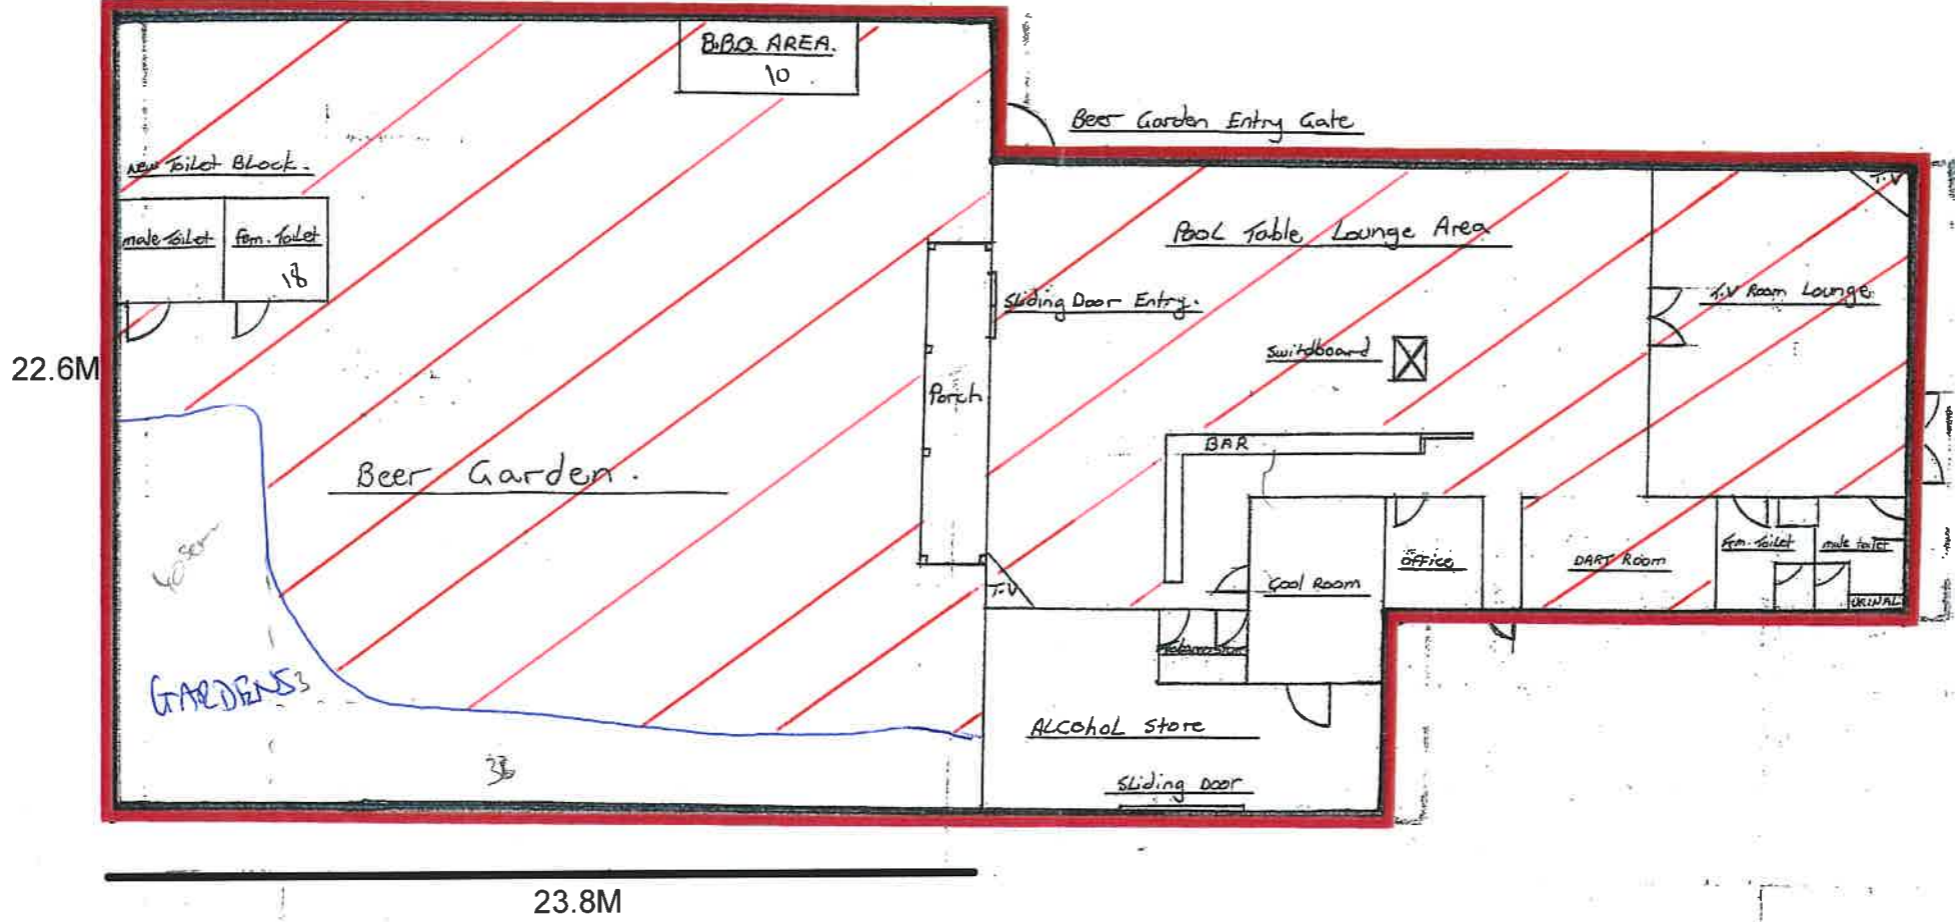 B.B.Q AREA.
10
Beer Garden Entry Gate
New Toilet Block.
T.V
male Toilet
Fem. Toilet
18
Pool Table Lounge Area
Sliding Door Entry.
T.V Room Lounge
22.6M
Switchboard
Porch
BAR
Beer Garden.
Cool Room
office
DART Room
Fem. Toilet
male toilet
URINAL
T.V
GARDENS
ALCOHOL Store
Sliding Door
23.8M